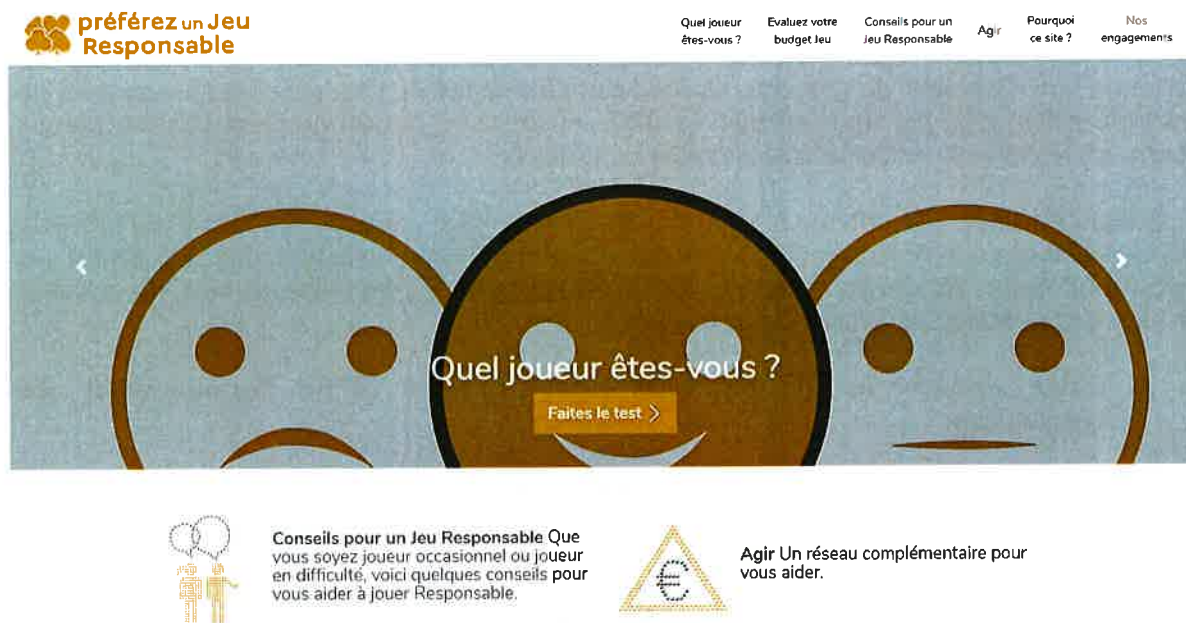 préférez un Jeu
Responsable
Quel joueur
êtes-vous ?
Evaluez votre
budget Jeu
Conseils pour un
Jeu Responsable
Agir
Pourquoi
ce site ?
Nos
engagements
Quel joueur êtes-vous ?
Faites le test
Conseils pour un Jeu Responsable Que
vous soyez joueur occasionnel ou joueur
en difficulté, voici quelques conseils pour
vous aider à jouer Responsable.
€
Agir Un réseau complémentaire pour
vous aider.